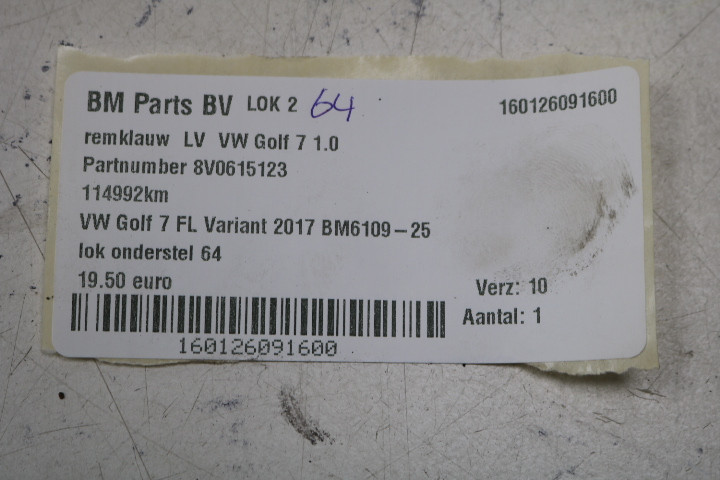 BM Parts BV LOK 2 64 160126091600
remklauw LV VW Golf 7 1.0
Partnumber 8V0615123
114992km
VW Golf 7 FL Variant 2017 BM6109-25
lok onderstel 64
19.50 euro Verz: 10
Aantal: 1
160126091600